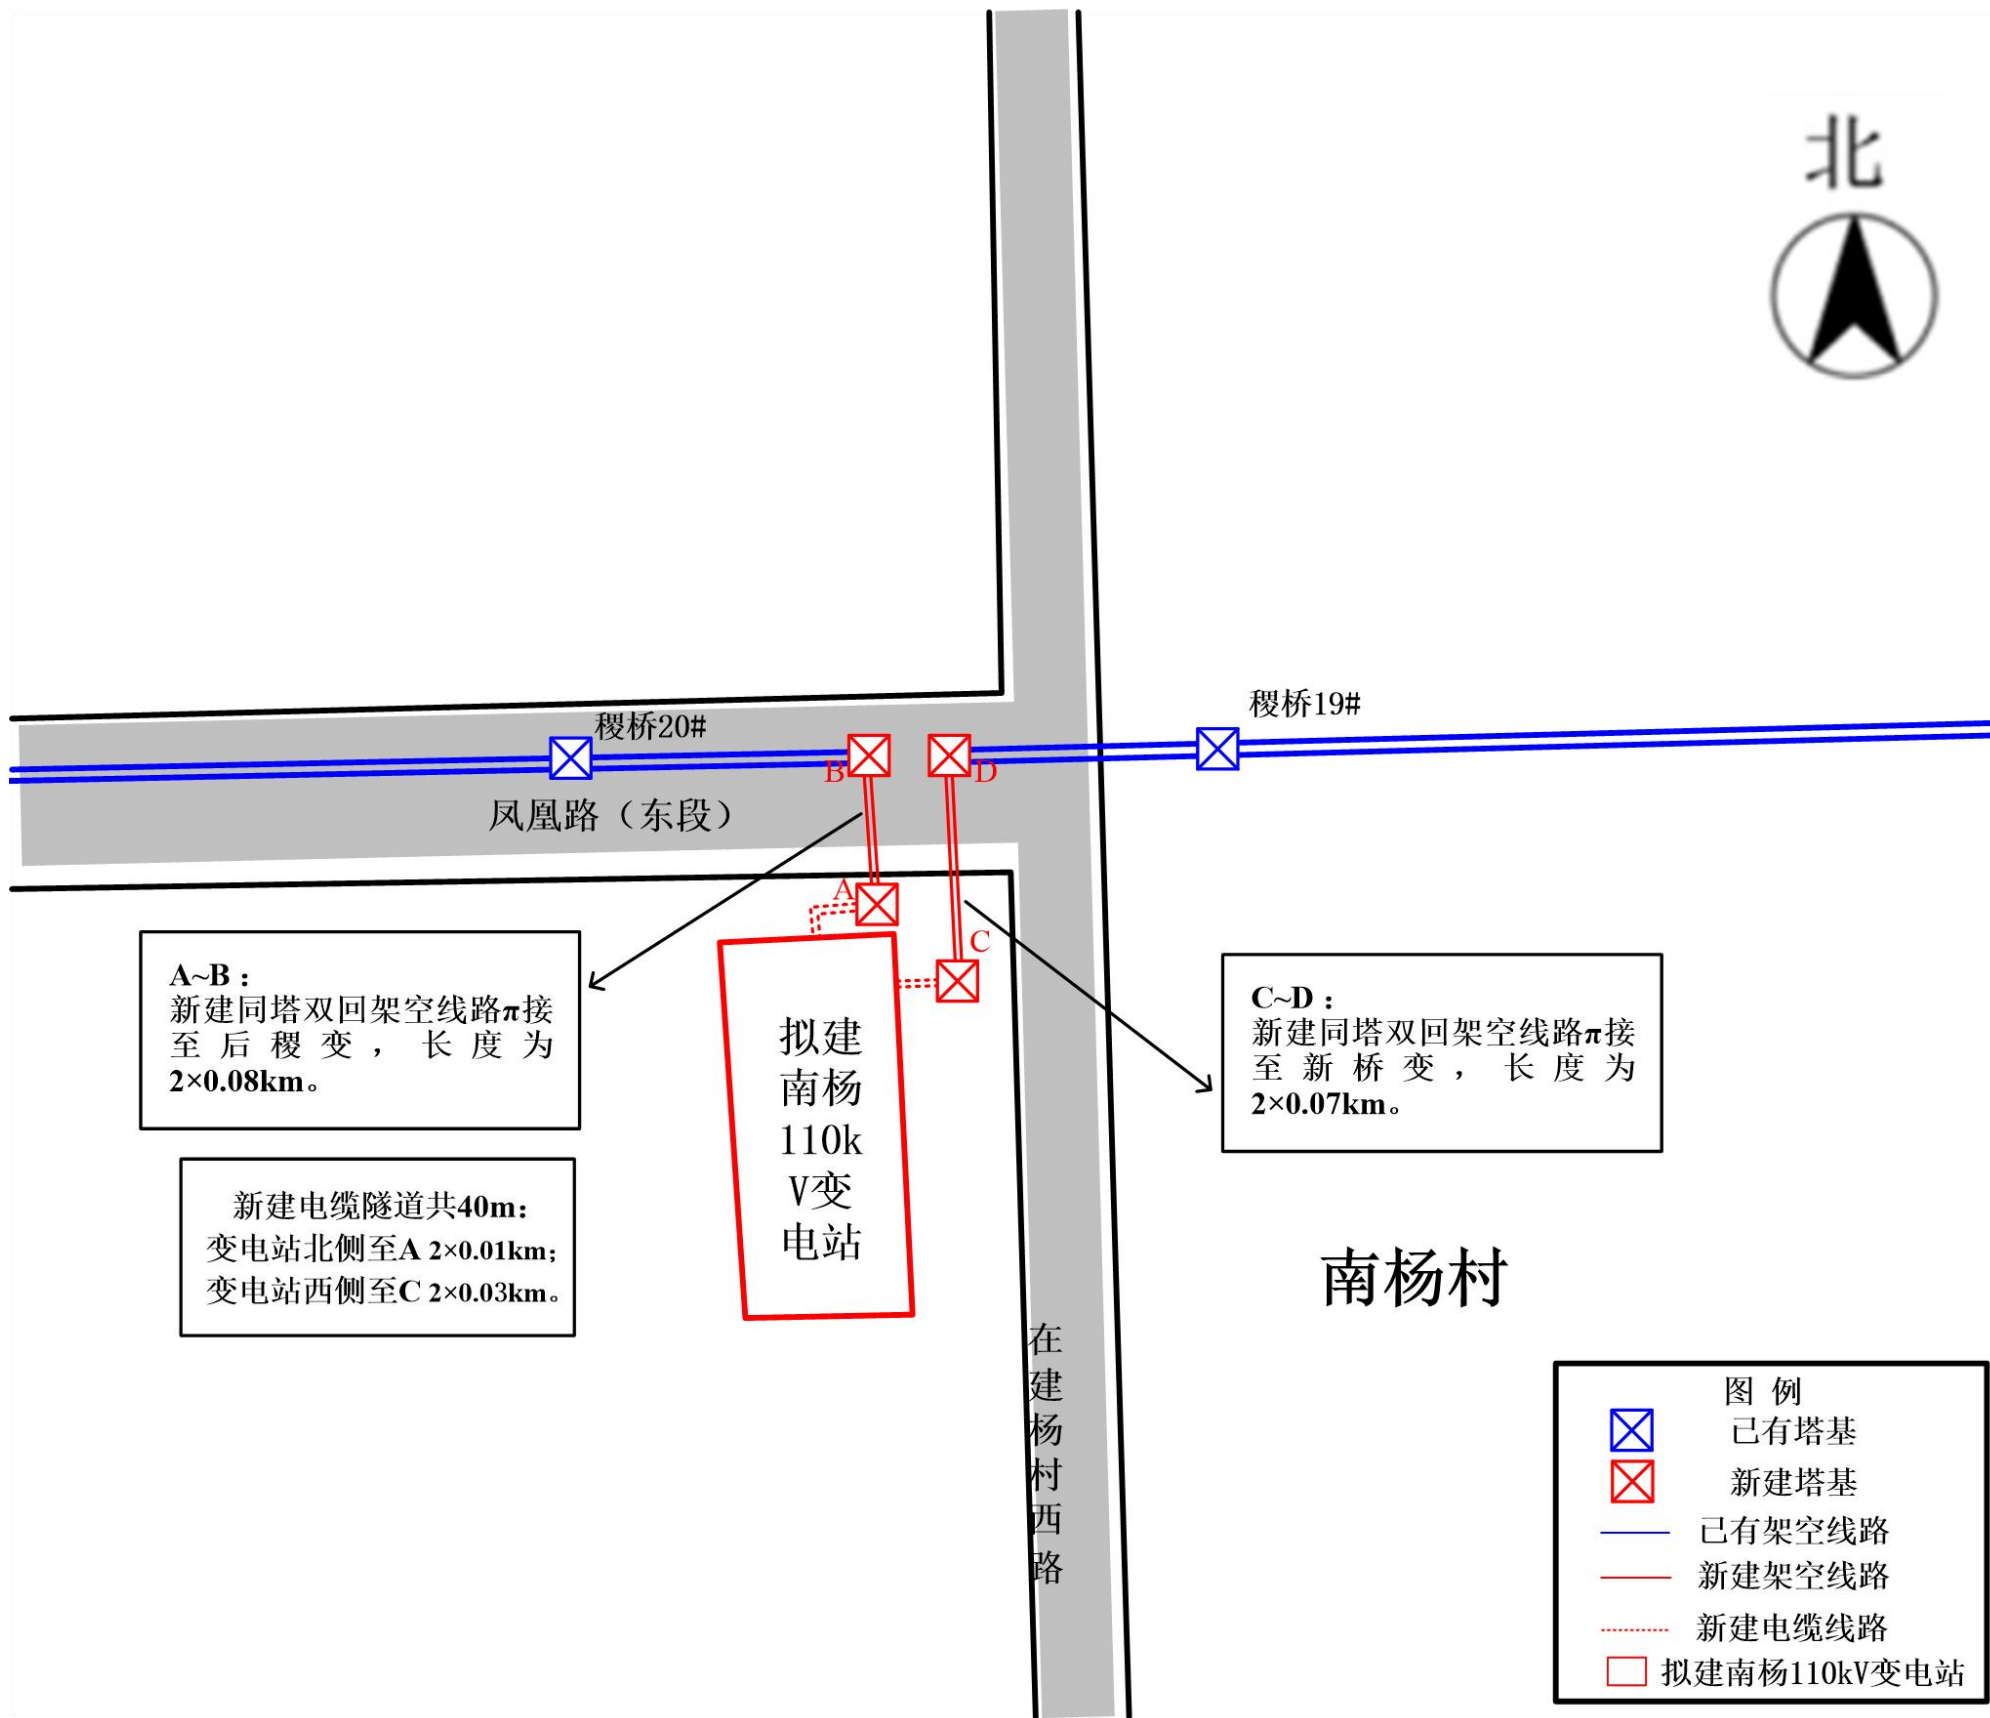 北
稷桥19#
稷桥20#
B
D
凤凰路（东段）
A
C
A~B：
新建同塔双回架空线路π接
至后稷变，长度为
2×0.08km。
C~D：
新建同塔双回架空线路π接
至新桥变，长度为
2×0.07km。
拟建
南杨
110k
V变
电站
新建电缆隧道共40m：
变电站北侧至A 2×0.01km；
变电站西侧至C 2×0.03km。
南杨村
在建杨村西路
图 例
已有塔基
新建塔基
已有架空线路
新建架空线路
新建电缆线路
拟建南杨110kV变电站